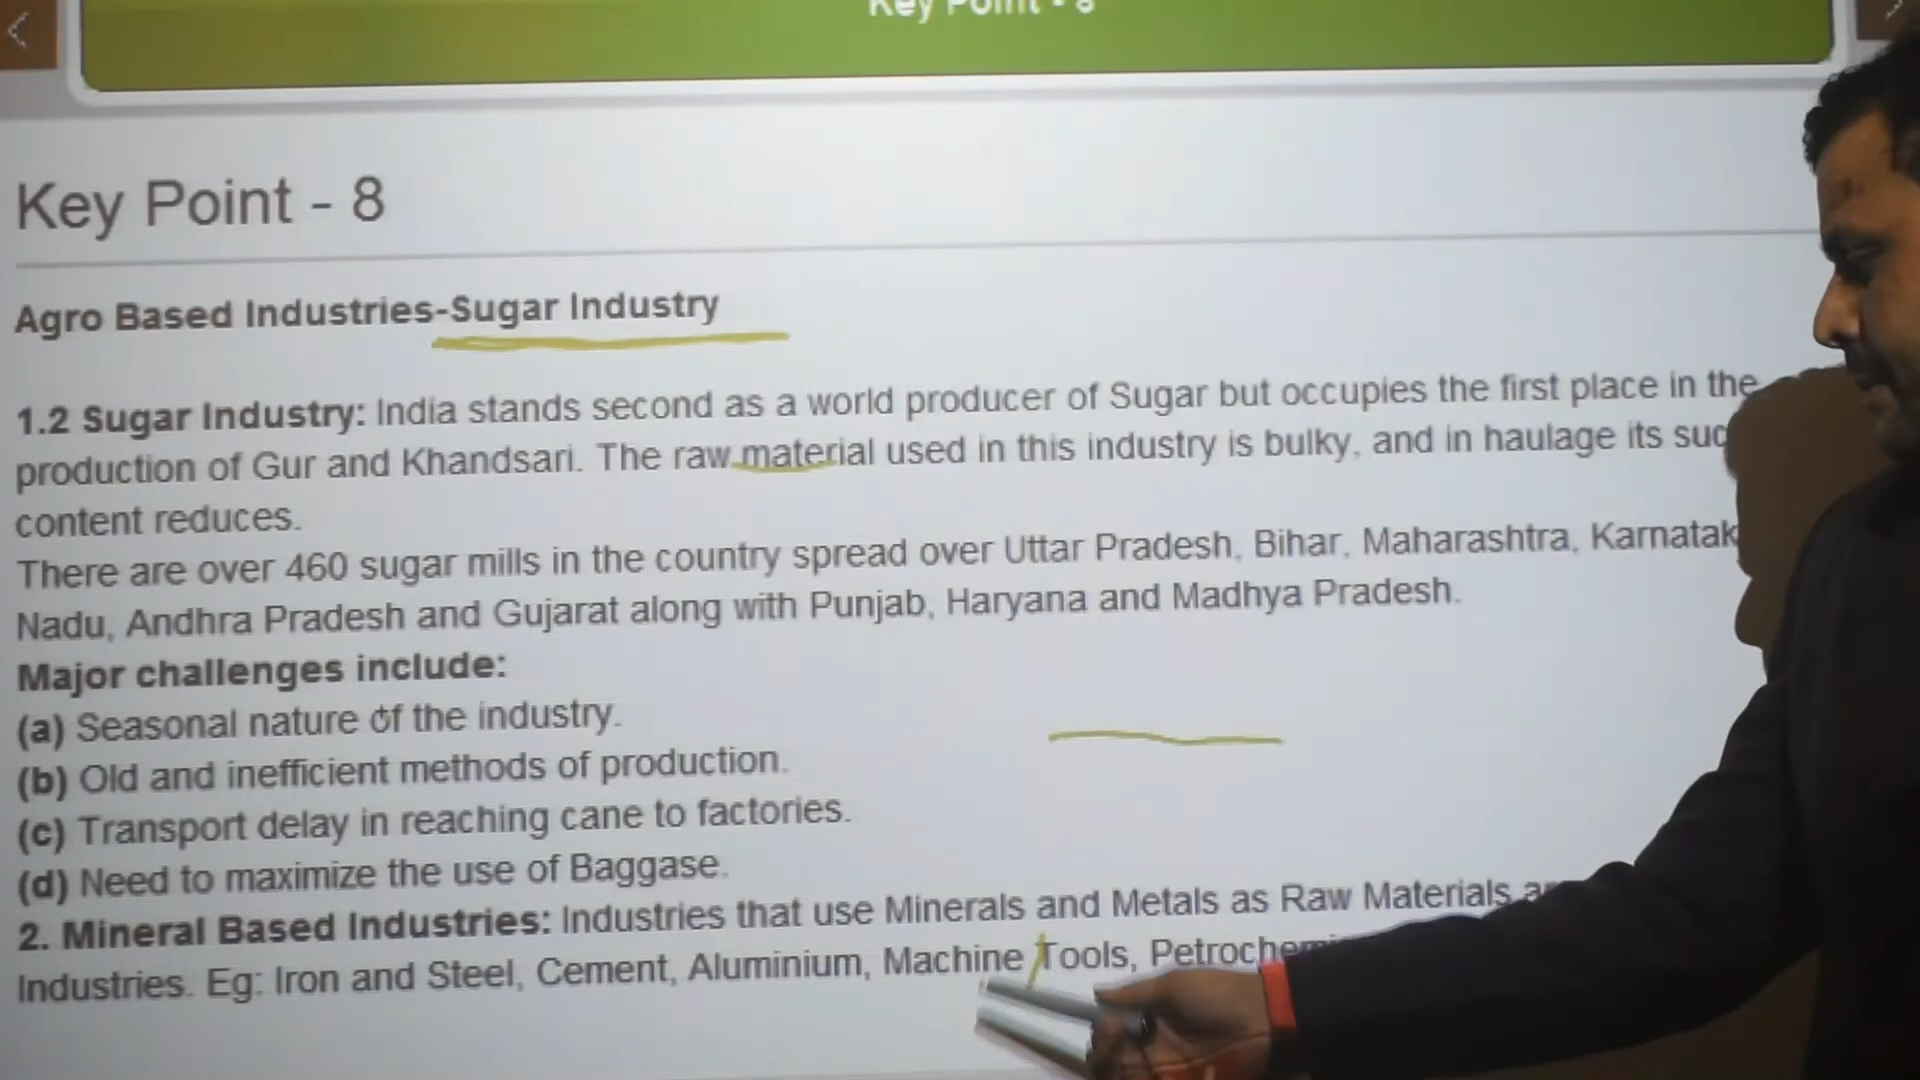 Key Point - 8
Key Point - 8
Agro Based Industries-Sugar Industry
1.2 Sugar Industry: India stands second as a world producer of Sugar but occupies the first place in the
production of Gur and Khandsari. The raw material used in this industry is bulky, and in haulage its
content reduces.
There are over 460 sugar mills in the country spread over Uttar Pradesh, Bihar, Maharashtra,
Nadu, Andhra Pradesh and Gujarat along with Punjab, Haryana and Madhya Pradesh.
Major challenges include:
(a) Seasonal nature of the industry.
(b) Old and inefficient methods of production.
(c) Transport delay in reaching cane to factories.
(d) Need to maximize the use of Baggase.
2. Mineral Based Industries: Industries that use Minerals and Metals as Raw Materials
Industries. Eg: Iron and Steel, Cement, Aluminium, Machine Tools,